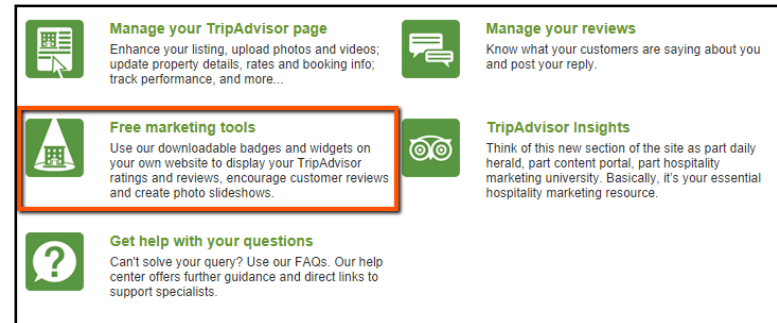 Manage your TripAdvisor page
Enhance your listing, upload photos and videos;
update property details, rates and booking info;
track performance, and more...
Manage your reviews
Know what your customers are saying about you
and post your reply.
Free marketing tools
Use our downloadable badges and widgets on
your own website to display your TripAdvisor
ratings and reviews, encourage customer reviews
and create photo slideshows.
TripAdvisor Insights
Think of this new section of the site as part daily
herald, part content portal, part hospitality
marketing university. Basically, it's your essential
hospitality marketing resource.
Get help with your questions
Can't solve your query? Use our FAQs. Our help
center offers further guidance and direct links to
support specialists.